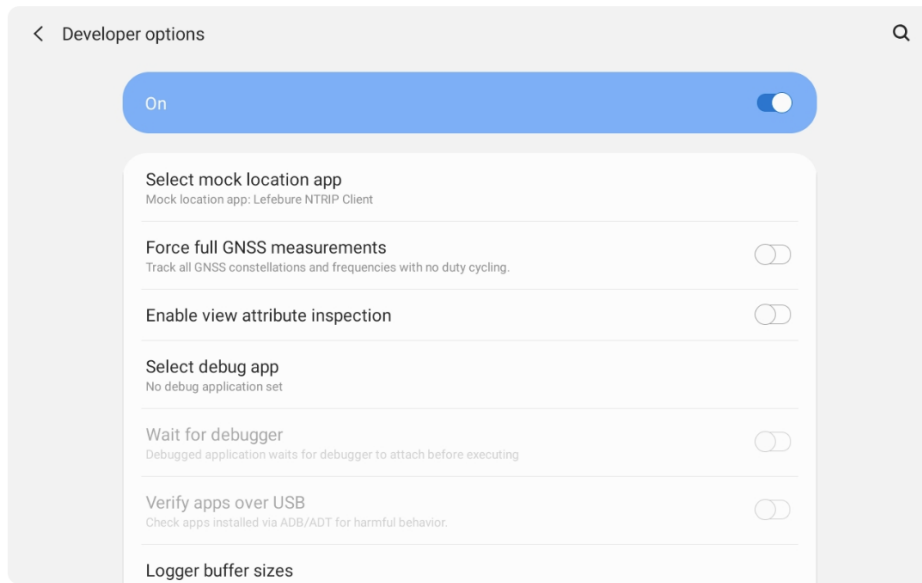 Developer options
On
Select mock location app
Mock location app: Lefebure NTRIP Client
Force full GNSS measurements
Track all GNSS constellations and frequencies with no duty cycling.
Enable view attribute inspection
Select debug app
No debug application set
Wait for debugger
Debugged application waits for debugger to attach before executing
Verify apps over USB
Check apps installed via ADB/ADT for harmful behavior.
Logger buffer sizes